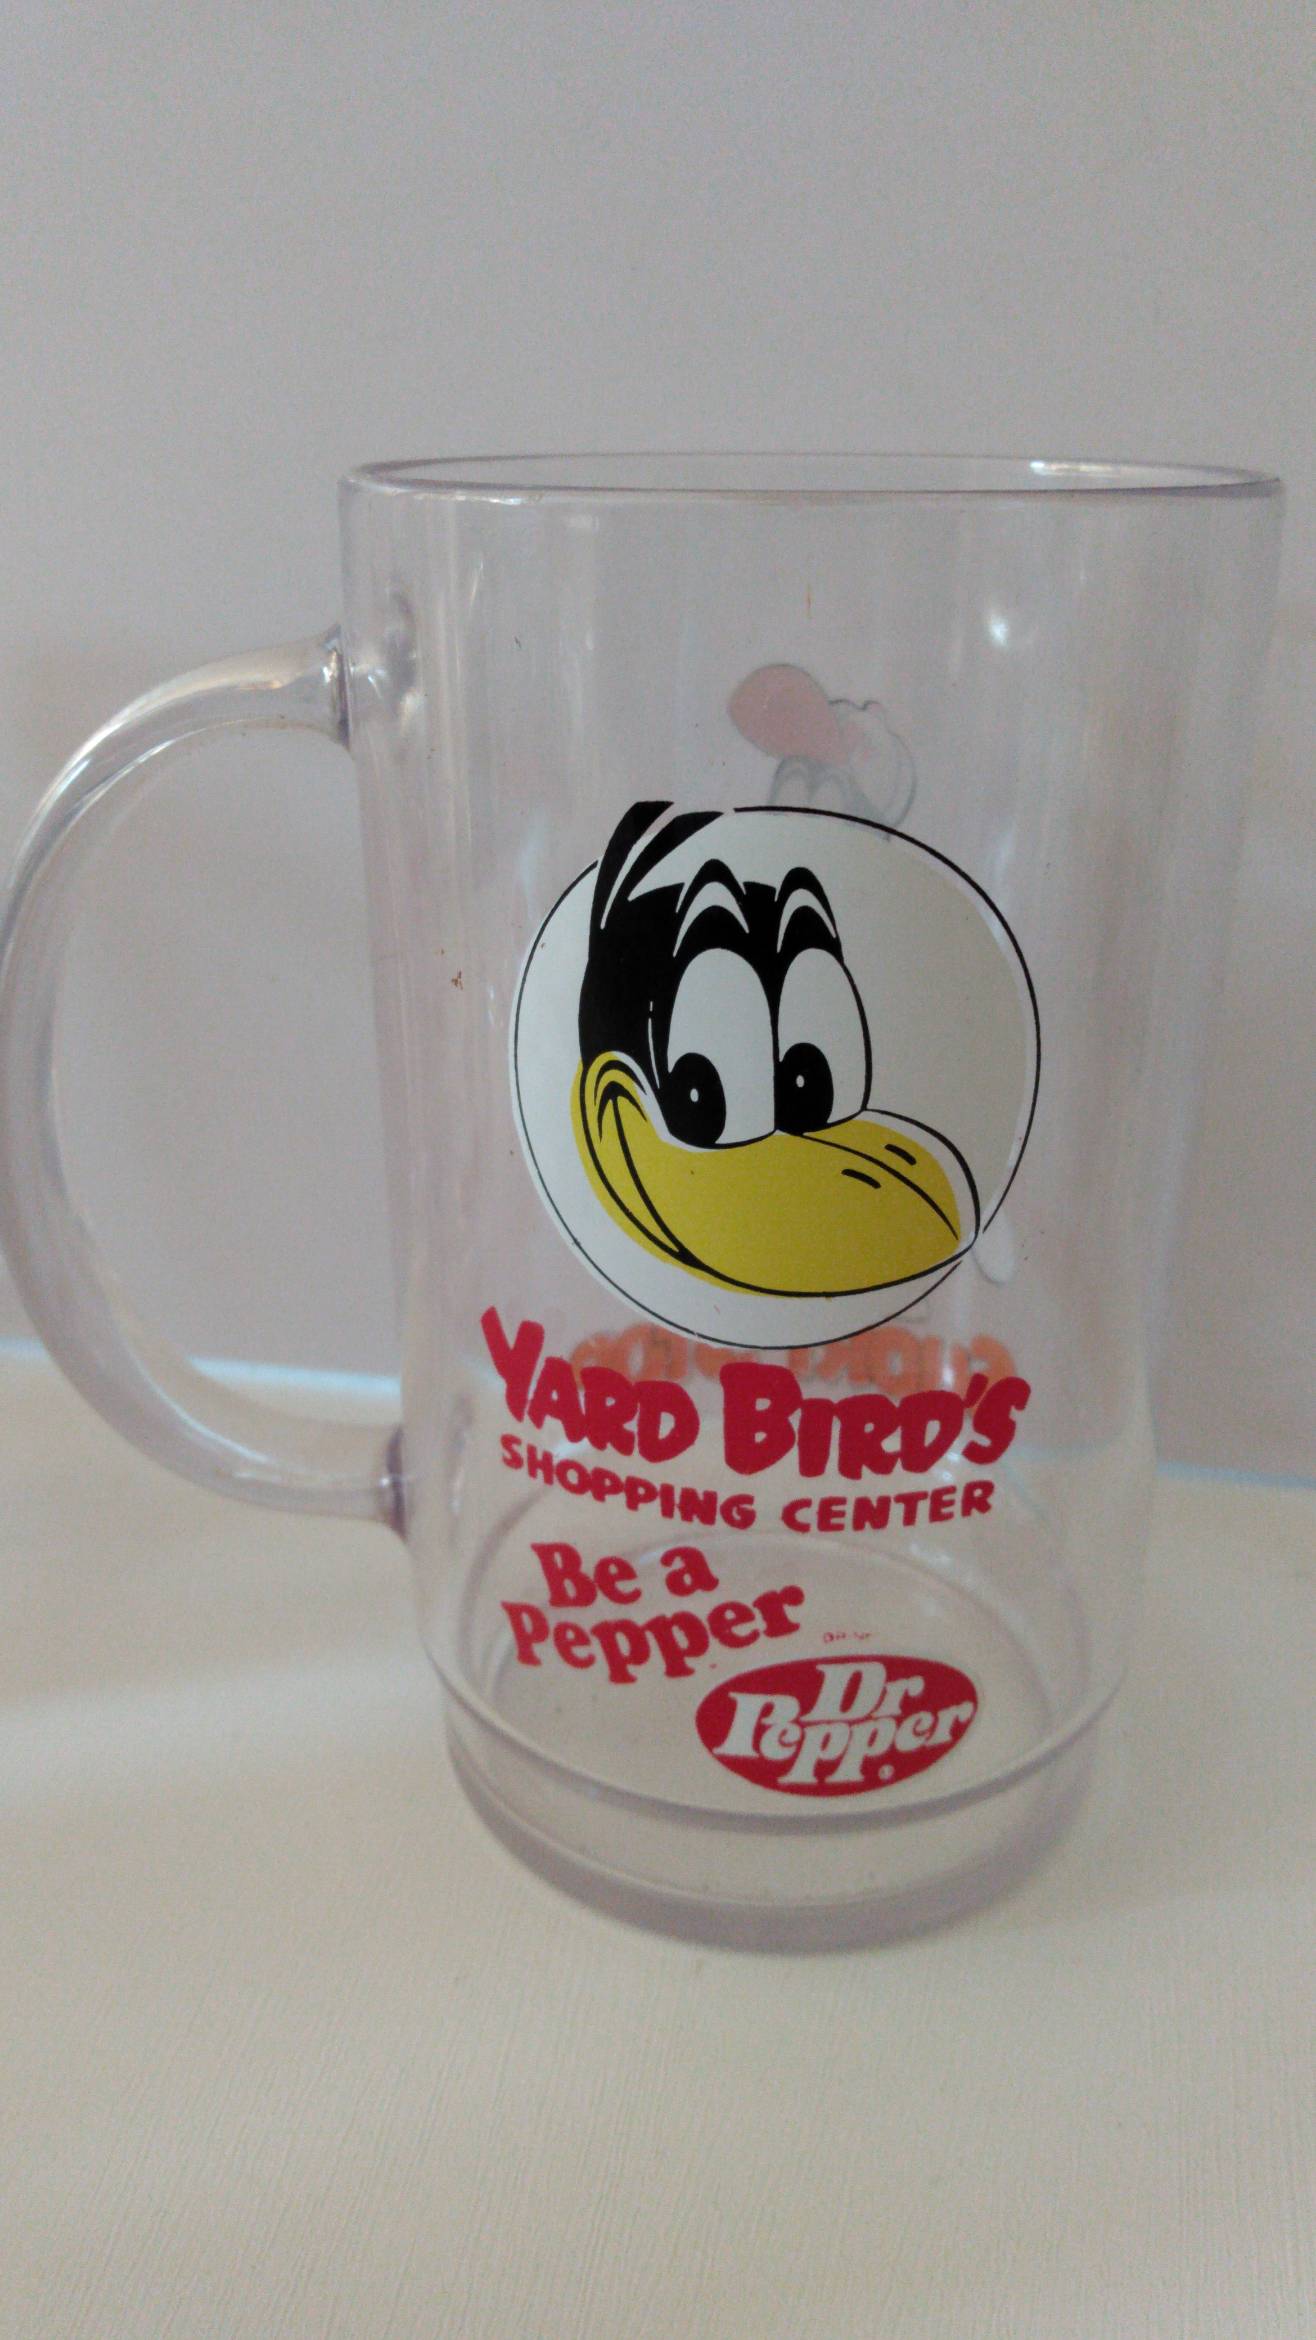 YARD BIRD'S
SHOPPING CENTER
Be a
Pepper
Dr
Pepper